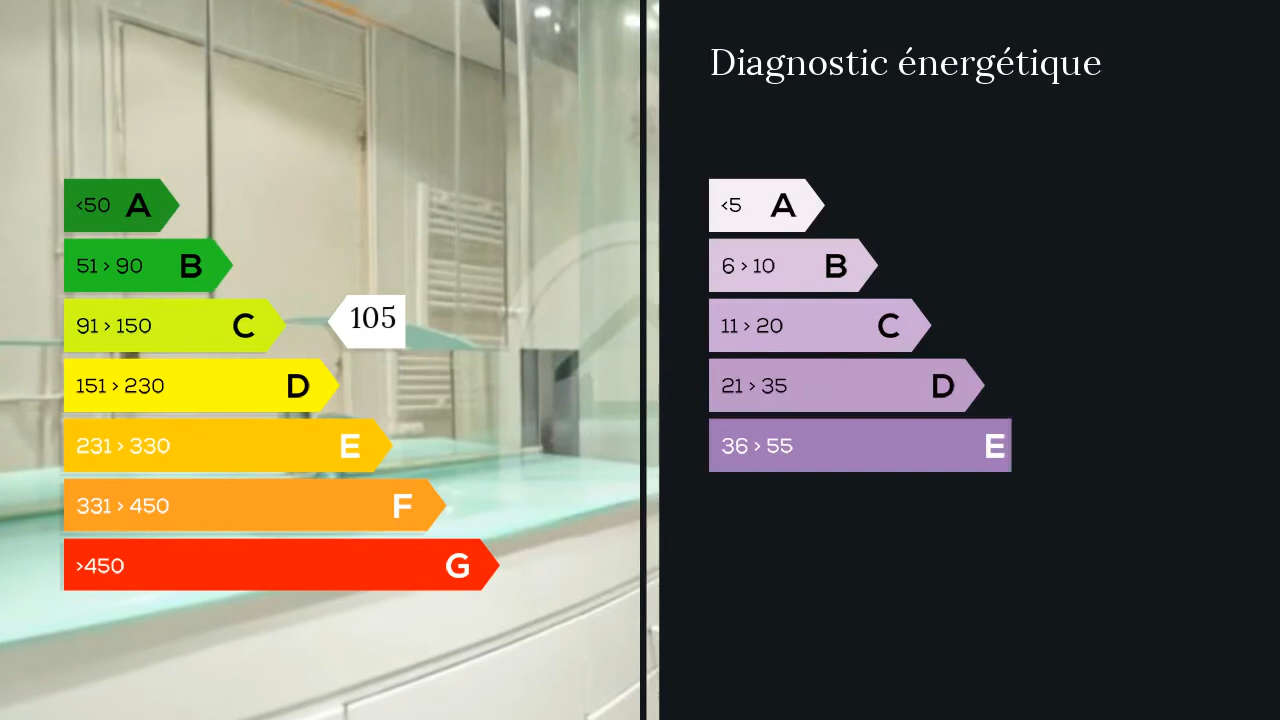 Diagnostic énergétique
<50 A
51 > 90 B
91 > 150 C
105
151 > 230 D
231 > 330 E
331 > 450 F
>450 G
<5 A
6 > 10 B
11 > 20 C
21 > 35 D
36 > 55 E